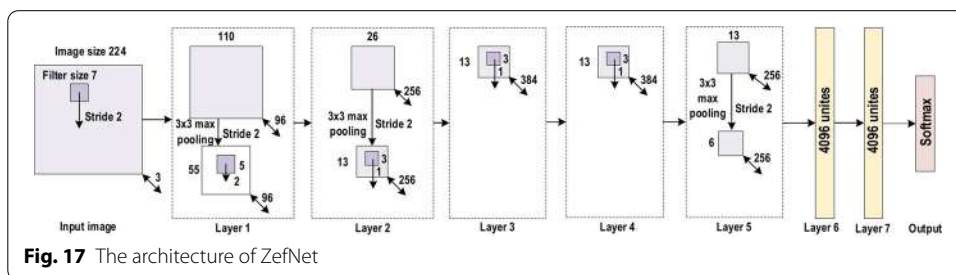 Image size 224
Filter size 7
Stride 2
3
Input image
110
96
3x3 max
pooling
Stride 2
55
5
2
96
Layer 1
26
256
3x3 max
pooling
Stride 2
13
3
1
256
Layer 2
13
3
1
384
Layer 3
13
3
1
384
Layer 4
13
256
3x3
max
pooling
Stride 2
6
256
Layer 5
4096 unites
Layer 6
4096 unites
Layer 7
Softmax
Output
Fig. 17 The architecture of ZefNet